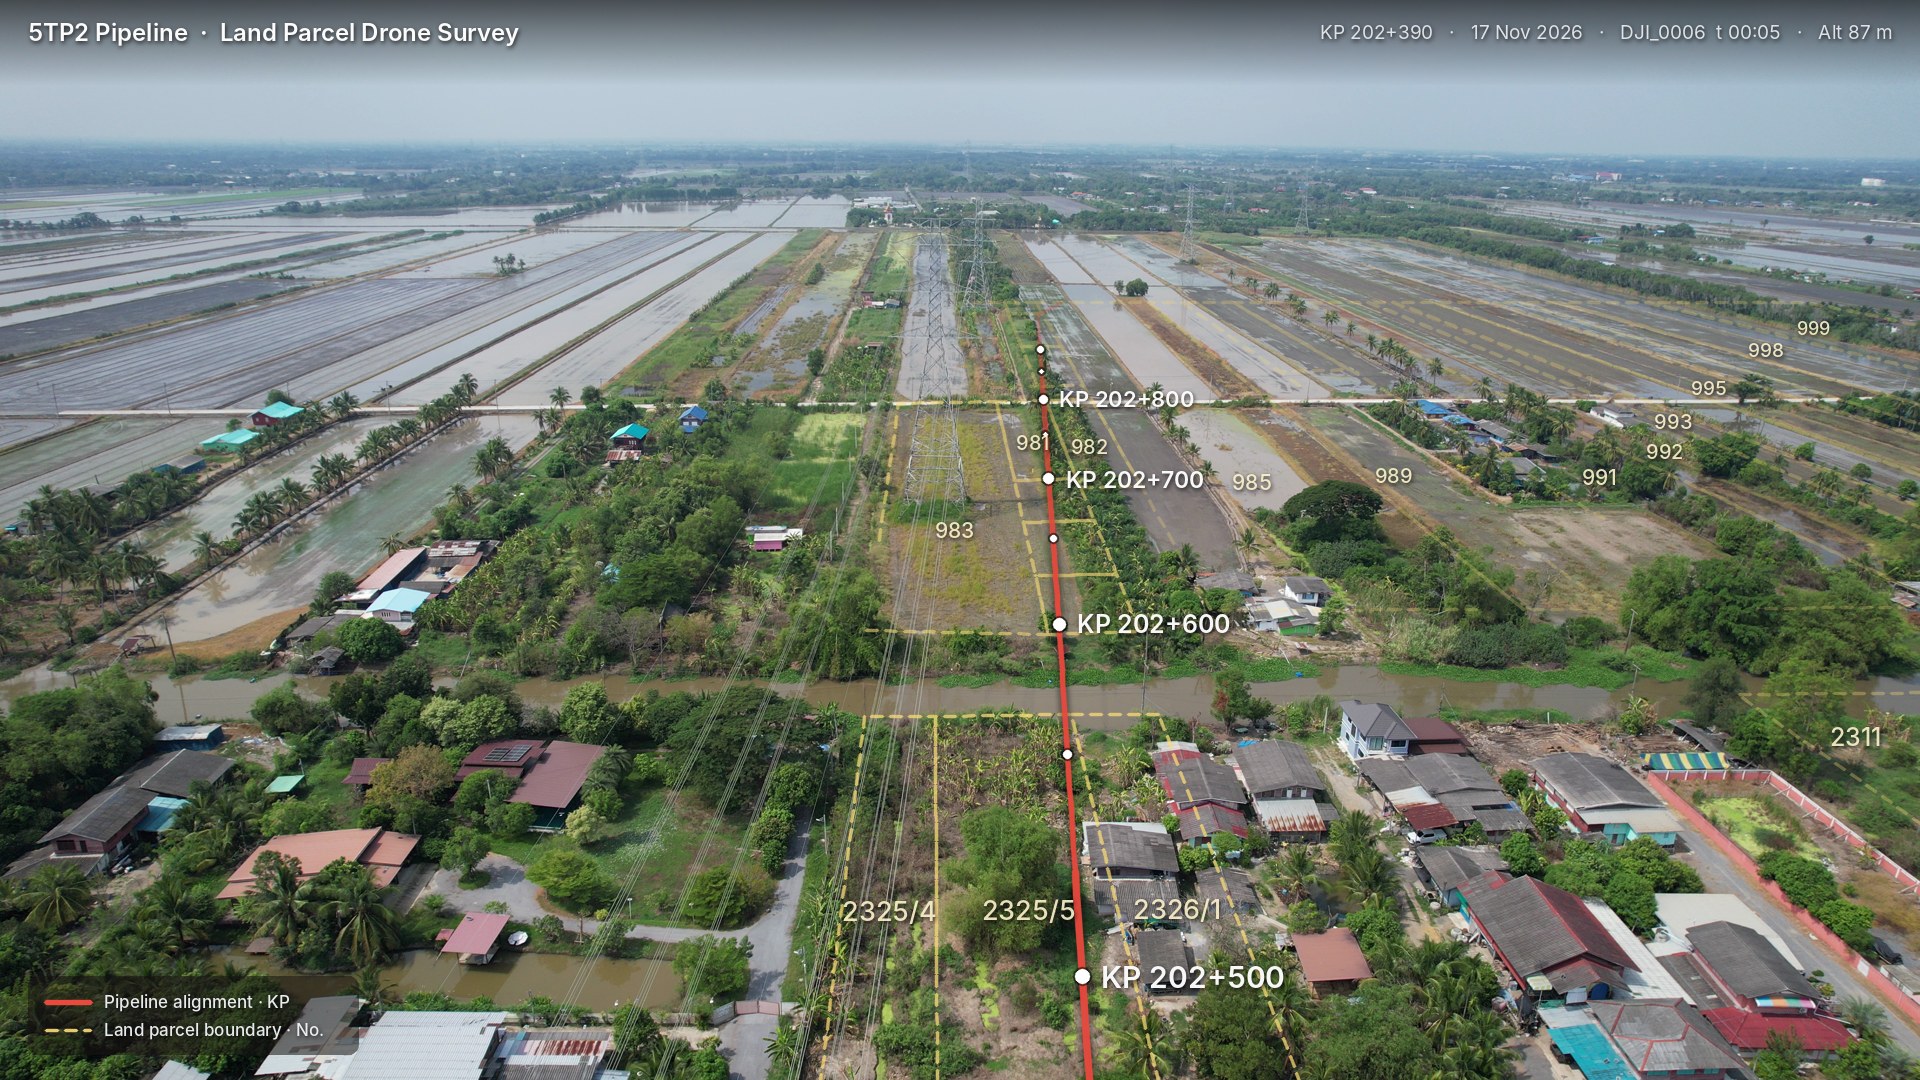 5TP2 Pipeline · Land Parcel Drone Survey
KP 202+390 · 17 Nov 2026 · DJI_0006 t 00:05 · Alt 87 m
999
998
995
KP 202+800
993
981
982
992
KP 202+700
985
989
991
983
KP 202+600
2311
2325/4
2325/5
2326/1
KP 202+500
Pipeline alignment · KP
Land parcel boundary · No.